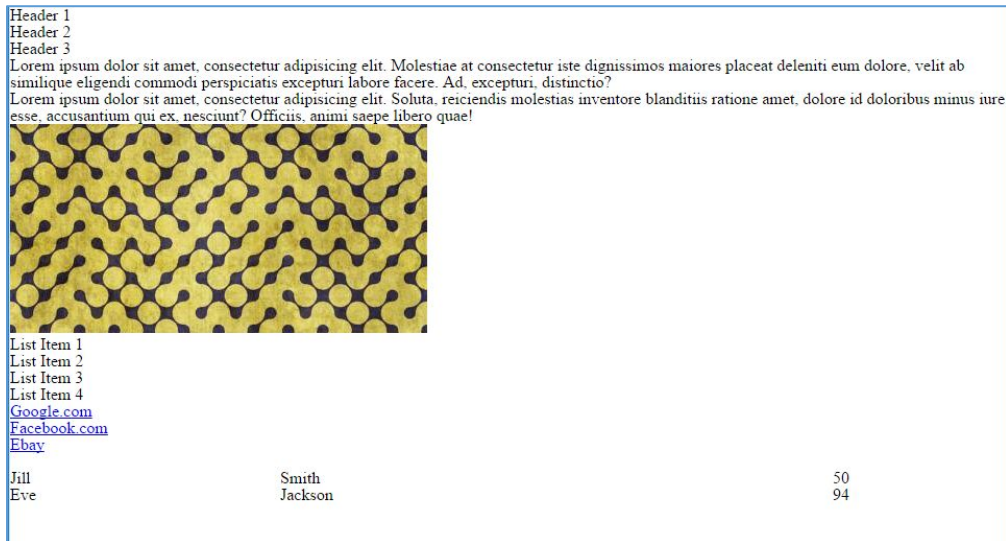 Header 1
Header 2
Header 3
Lorem ipsum dolor sit amet, consectetur adipisicing elit. Molestiae at consectetur iste dignissimos maiores placeat deleniti eum dolore, velit ab
similique eligendi commodi perspiciatis excepturi labore facere. Ad, excepturi, distinctio?
Lorem ipsum dolor sit amet, consectetur adipisicing elit. Soluta, reiciendis molestias inventore blanditiis ratione amet, dolore id doloribus minus iure
esse, accusantium qui ex, nesciunt? Officiis, animi saepe libero quae!
List Item 1
List Item 2
List Item 3
List Item 4
Google.com
Facebook.com
Ebay
Jill Smith 50
Eve Jackson 94